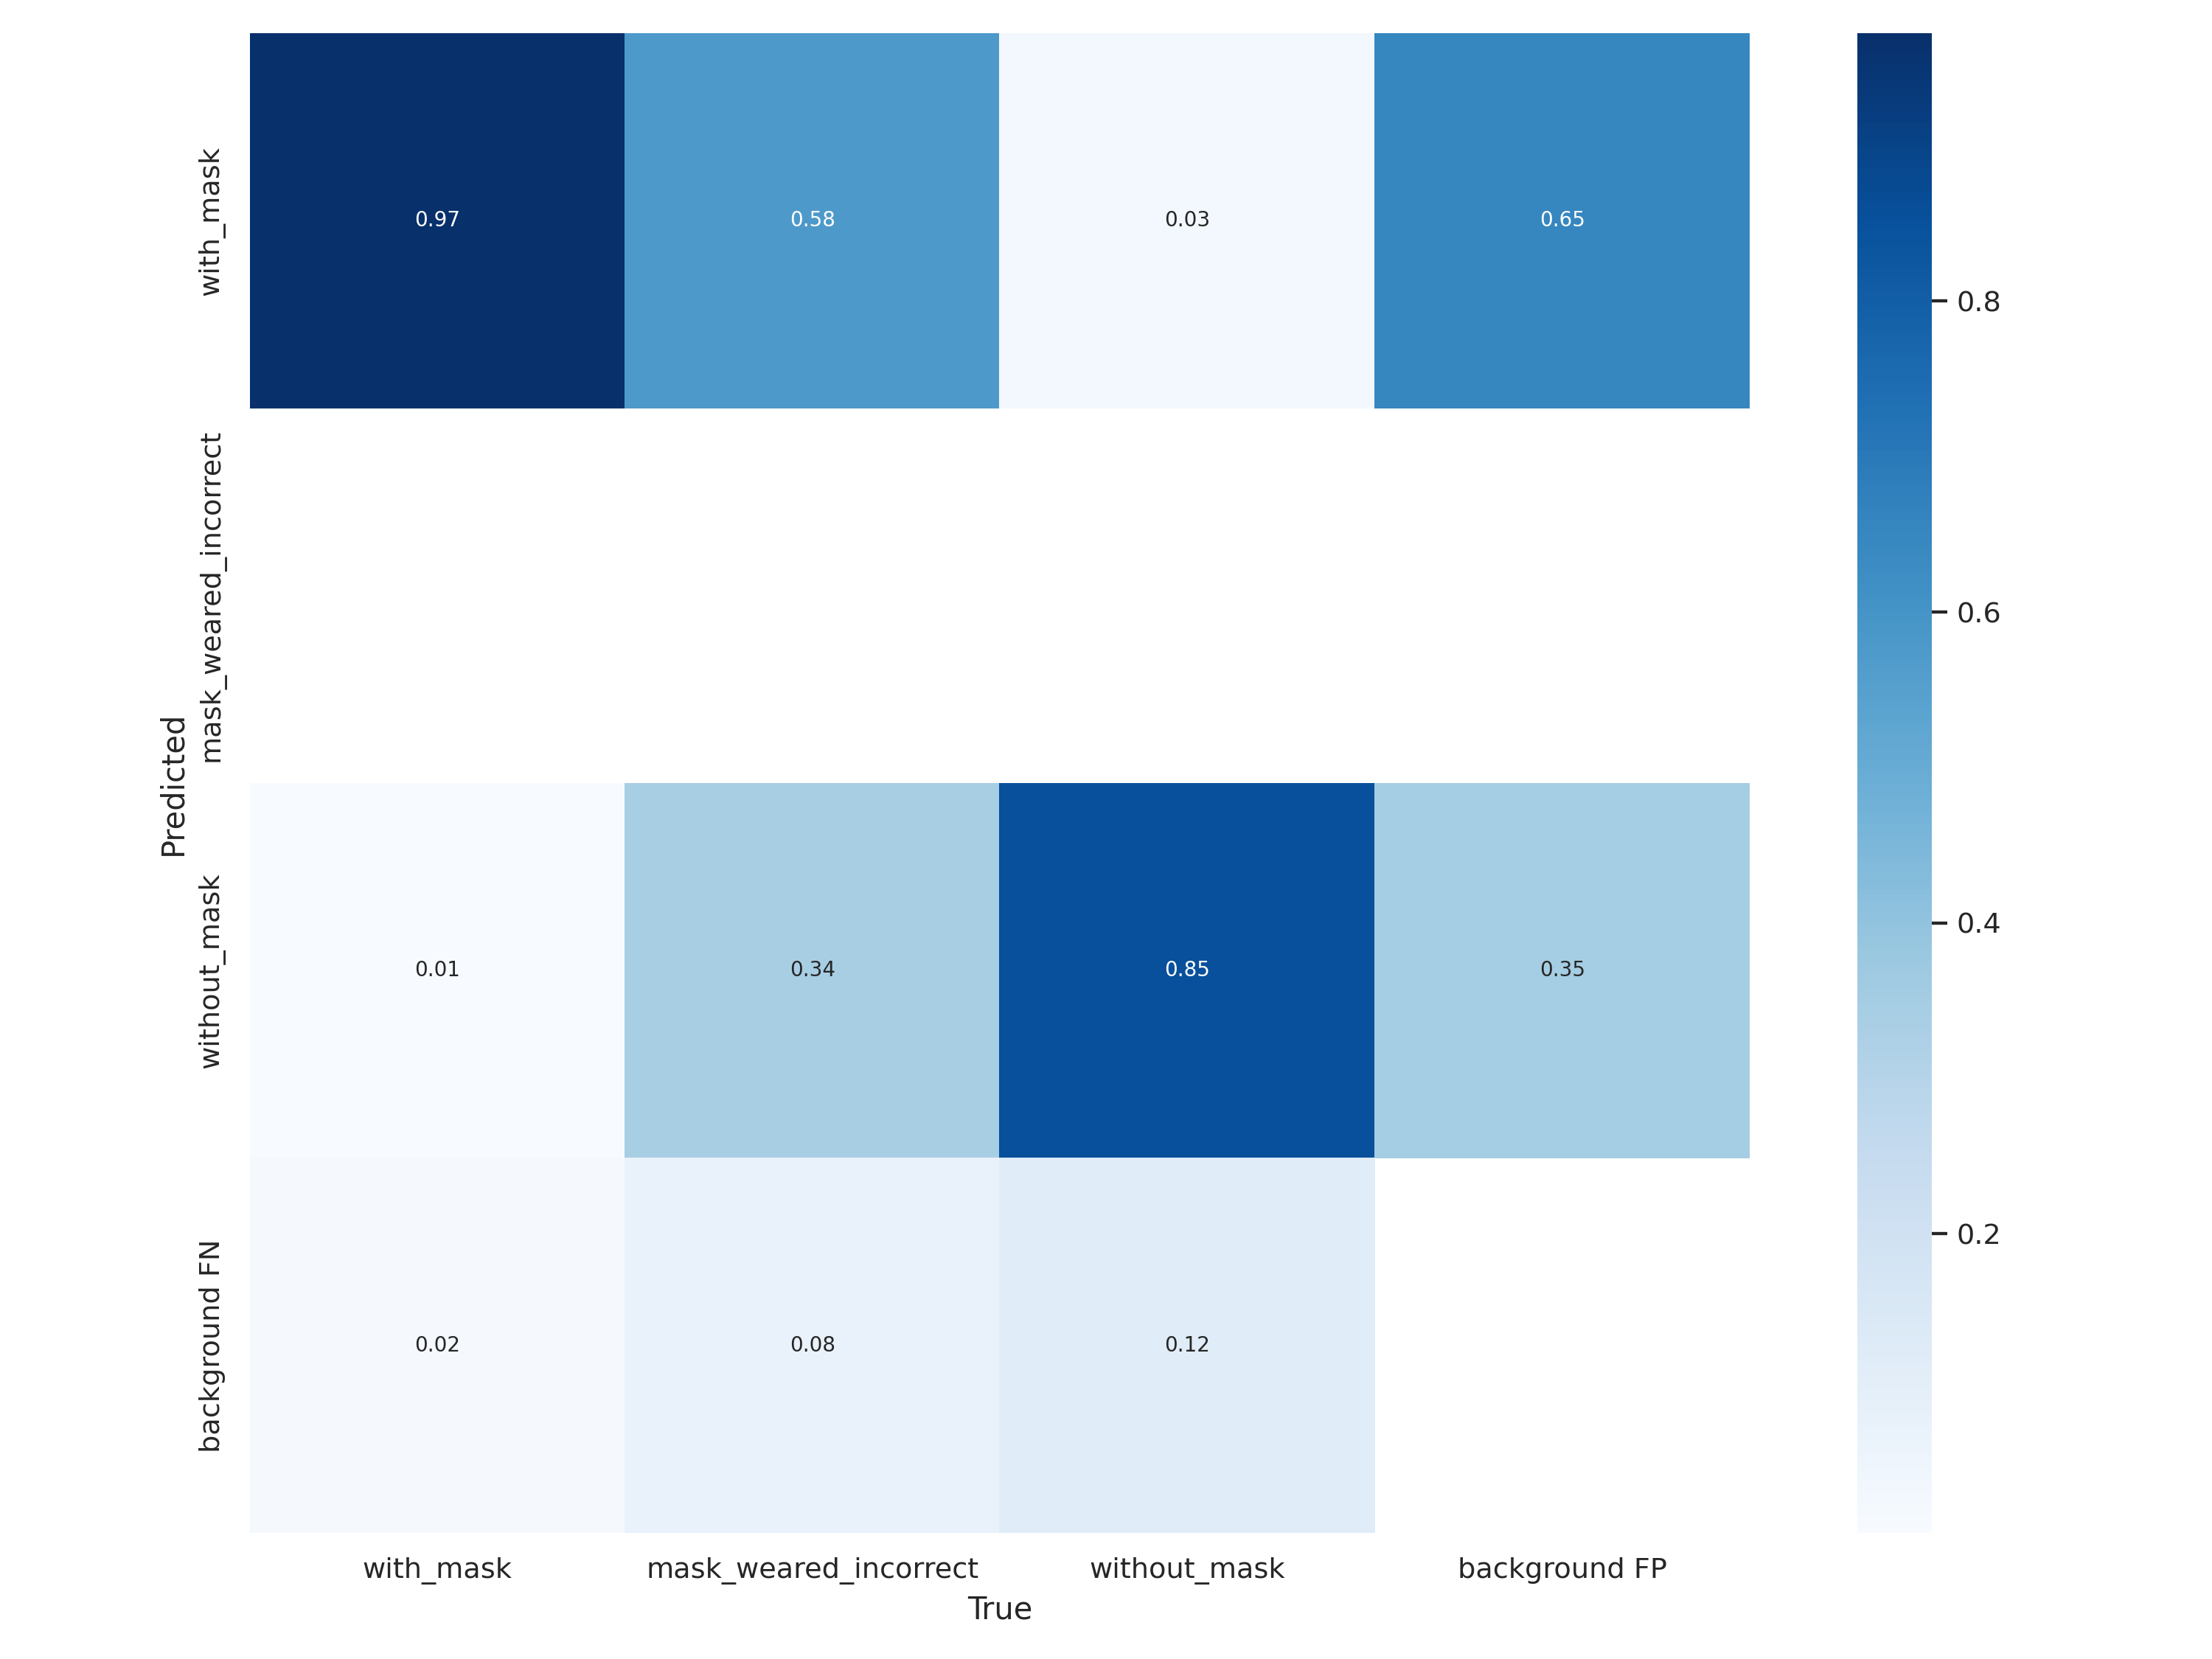 with_mask
0.97
0.58
0.03
0.65
mask_weared_incorrect
without_mask
0.01
0.34
0.85
0.35
background FN
0.02
0.08
0.12
Predicted
with_mask
mask_weared_incorrect
without_mask
background FP
True
0.8
0.6
0.4
0.2